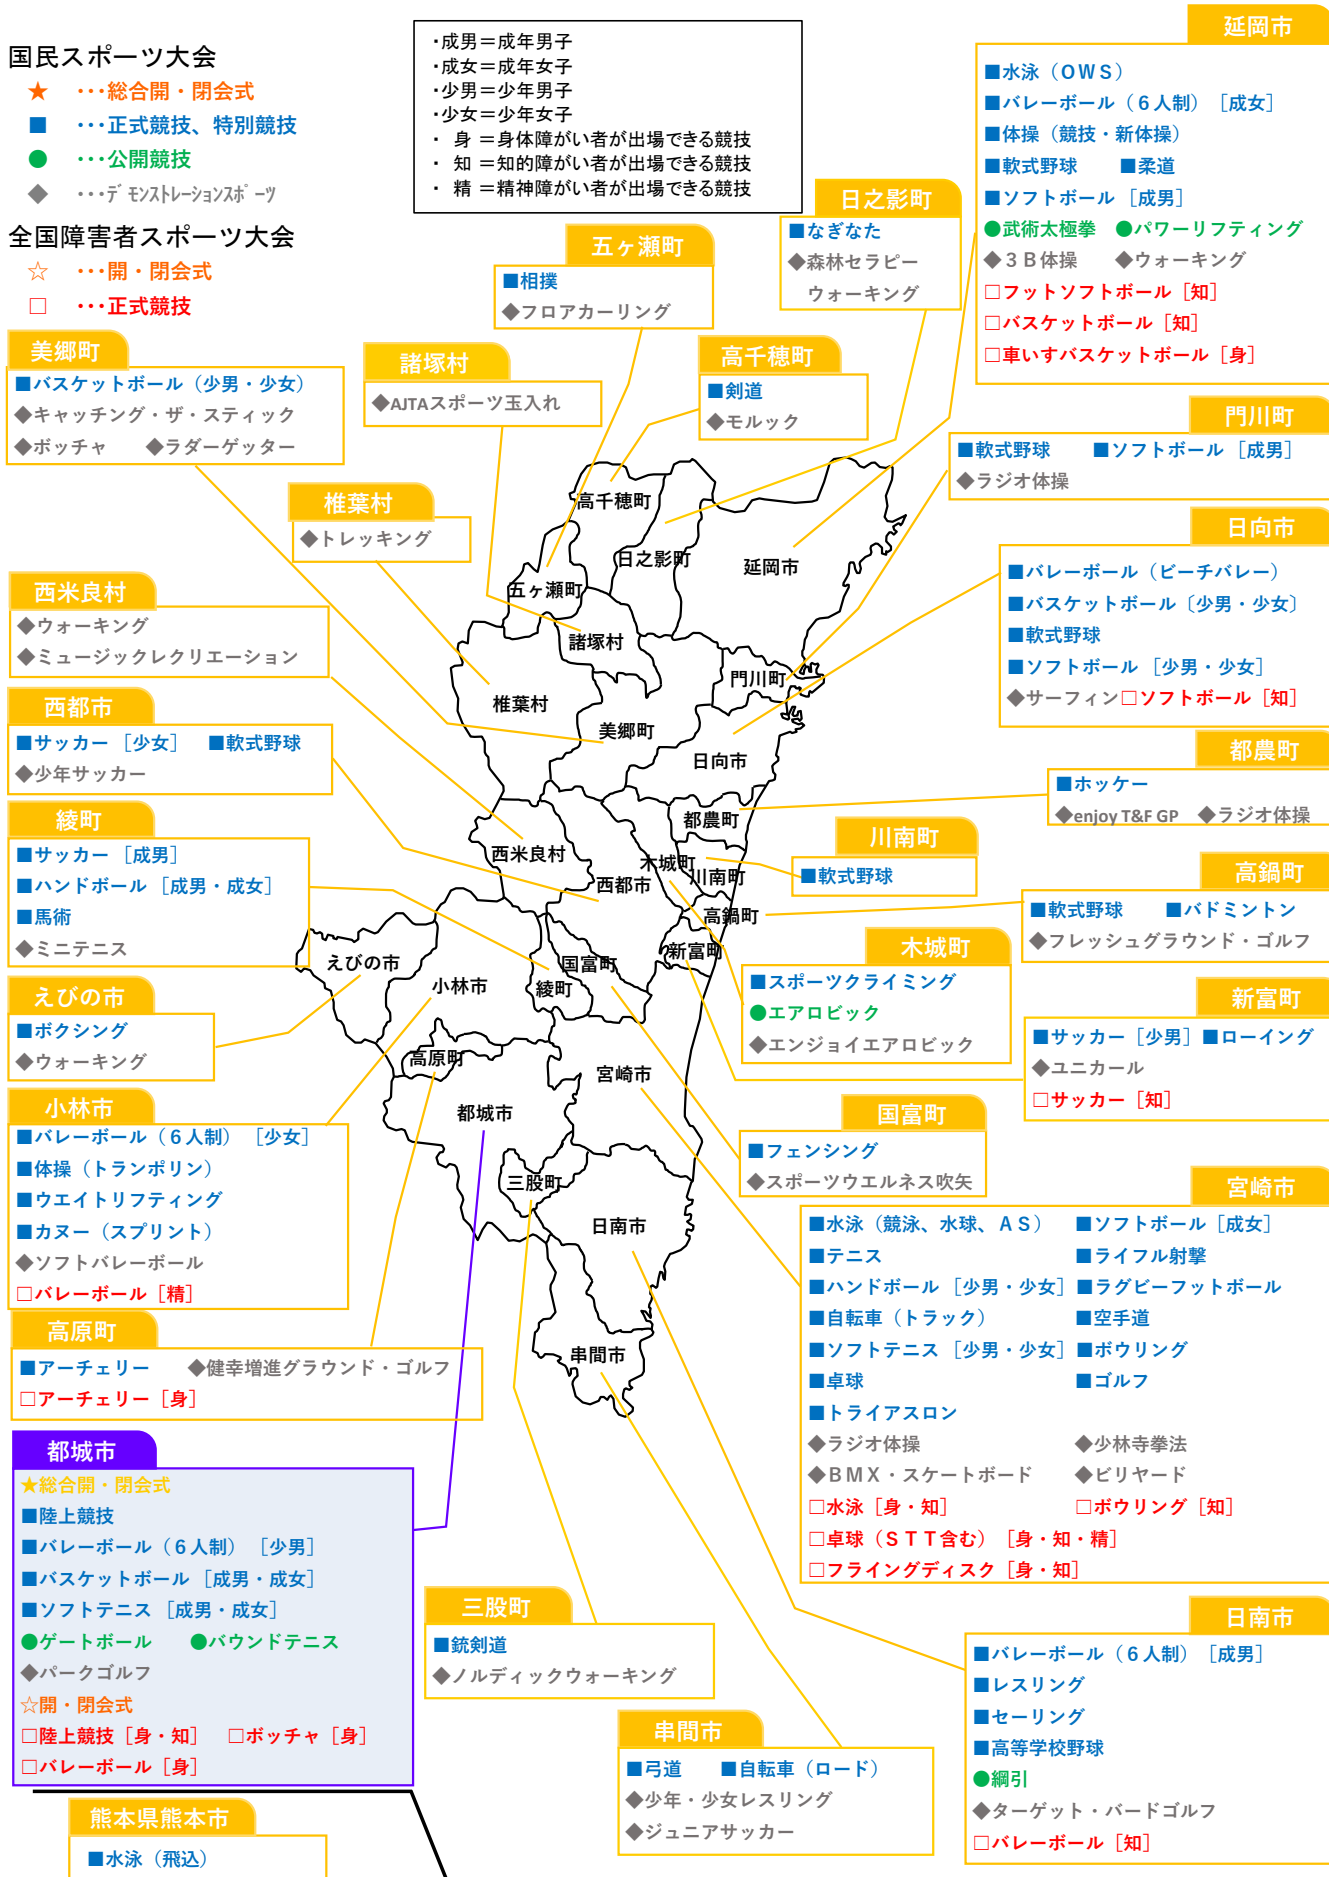 国民スポーツ大会
★ ・・・総合開・閉会式
■ ・・・正式競技、特別競技
● ・・・公開競技
◆ ・・・デモンストレーションスポーツ
全国障害者スポーツ大会
☆ ・・・開・閉会式
□ ・・・正式競技
・成男＝成年男子
・成女＝成年女子
・少男＝少年男子
・少女＝少年女子
・ 身 ＝身体障がい者が出場できる競技
・ 知 ＝知的障がい者が出場できる競技
・ 精 ＝精神障がい者が出場できる競技
延岡市
■水泳（ＯＷＳ）
■バレーボール（６人制）［成女］
■体操（競技・新体操）
■軟式野球 ■柔道
■ソフトボール［成男］
●武術太極拳 ●パワーリフティング
◆３Ｂ体操 ◆ウォーキング
□フットソフトボール［知］
□バスケットボール［知］
□車いすバスケットボール［身］
日之影町
■なぎなた
◆森林セラピー
ウォーキング
五ヶ瀬町
■相撲
◆フロアカーリング
高千穂町
■剣道
◆モルック
諸塚村
◆AJTAスポーツ玉入れ
美郷町
■バスケットボール（少男・少女）
◆キャッチング・ザ・スティック
◆ボッチャ ◆ラダーゲッター
門川町
■軟式野球 ■ソフトボール［成男］
◆ラジオ体操
椎葉村
◆トレッキング
日向市
■バレーボール（ビーチバレー）
■バスケットボール〔少男・少女〕
■軟式野球
■ソフトボール［少男・少女］
◆サーフィン□ソフトボール［知］
西米良村
◆ウォーキング
◆ミュージックレクリエーション
西都市
■サッカー［少女］ ■軟式野球
◆少年サッカー
都農町
■ホッケー
◆enjoy T&F GP ◆ラジオ体操
綾町
■サッカー［成男］
■ハンドボール［成男・成女］
■馬術
◆ミニテニス
川南町
■軟式野球
高鍋町
■軟式野球 ■バドミントン
◆フレッシュグラウンド・ゴルフ
木城町
■スポーツクライミング
●エアロビック
◆エンジョイエアロビック
えびの市
■ボクシング
◆ウォーキング
新富町
■サッカー［少男］■ローイング
◆ユニカール
□サッカー［知］
小林市
■バレーボール（６人制）［少女］
■体操（トランポリン）
■ウエイトリフティング
■カヌー（スプリント）
◆ソフトバレーボール
□バレーボール［精］
国富町
■フェンシング
◆スポーツウエルネス吹矢
宮崎市
■水泳（競泳、水球、ＡＳ） ■ソフトボール［成女］
■テニス ■ライフル射撃
■ハンドボール［少男・少女］ ■ラグビーフットボール
■自転車（トラック） ■空手道
■ソフトテニス［少男・少女］ ■ボウリング
■卓球 ■ゴルフ
■トライアスロン
◆ラジオ体操 ◆少林寺拳法
◆ＢＭＸ・スケートボード ◆ビリヤード
□水泳［身・知］ □ボウリング［知］
□卓球（ＳＴＴ含む）［身・知・精］
□フライングディスク［身・知］
高原町
■アーチェリー ◆健幸増進グラウンド・ゴルフ
□アーチェリー［身］
都城市
★総合開・閉会式
■陸上競技
■バレーボール（６人制）［少男］
■バスケットボール［成男・成女］
■ソフトテニス［成男・成女］
●ゲートボール ●バウンドテニス
◆パークゴルフ
☆開・閉会式
□陸上競技［身・知］ □ボッチャ［身］
□バレーボール［身］
三股町
■銃剣道
◆ノルディックウォーキング
日南市
■バレーボール（６人制）［成男］
■レスリング
■セーリング
■高等学校野球
●綱引
◆ターゲット・バードゴルフ
□バレーボール［知］
串間市
■弓道 ■自転車（ロード）
◆少年・少女レスリング
◆ジュニアサッカー
熊本県熊本市
■水泳（飛込）
高千穂町
日之影町
延岡市
五ヶ瀬町
諸塚村
門川町
椎葉村
美郷町
日向市
都農町
西米良村
木城町
川南町
西都市
高鍋町
新富町
えびの市
国富町
小林市
綾町
高原町
宮崎市
都城市
三股町
日南市
串間市